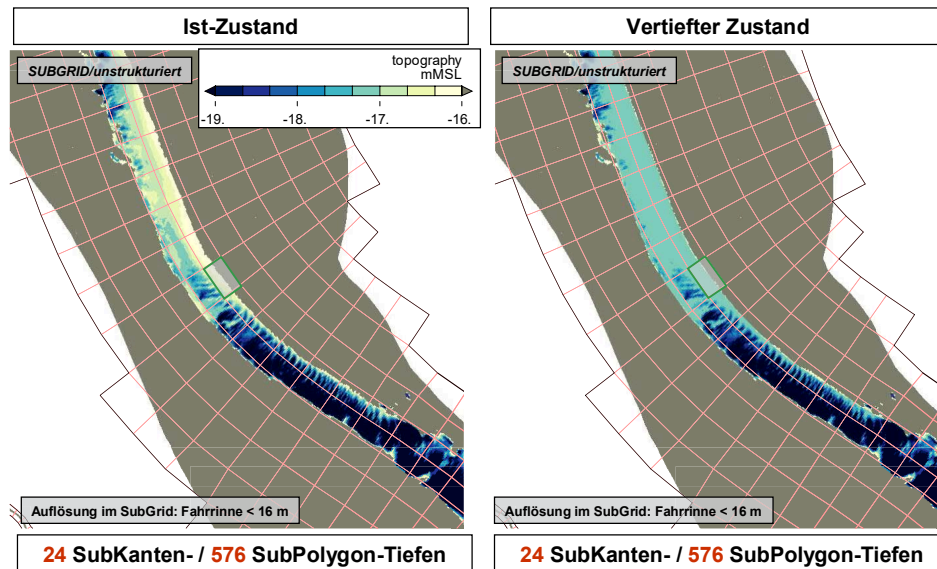 Ist-Zustand
SUBGRID/unstrukturiert
topography
mMSL
-19. -18. -17. -16.
Auflösung im SubGrid: Fahrrinne < 16 m
24 SubKanten- / 576 SubPolygon-Tiefen
Vertiefter Zustand
SUBGRID/unstrukturiert
Auflösung im SubGrid: Fahrrinne < 16 m
24 SubKanten- / 576 SubPolygon-Tiefen